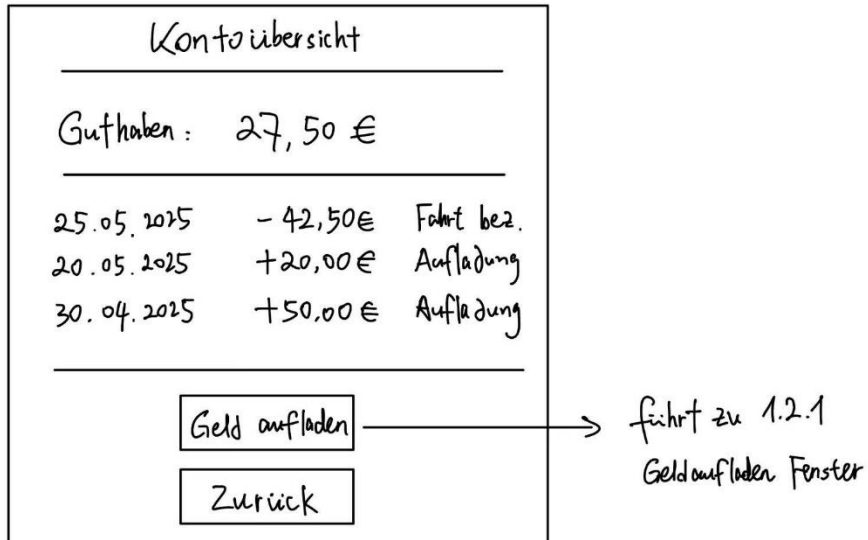 Kontoübersicht
Guthaben: 27,50 €
25.05.2025 - 42,50€ Fahrt bez.
20.05.2025 +20,00€ Aufladung
30.04.2025 +50,00€ Aufladung
Geld aufladen
führt zu 1.2.1
Geldaufladen Fenster
Zurück